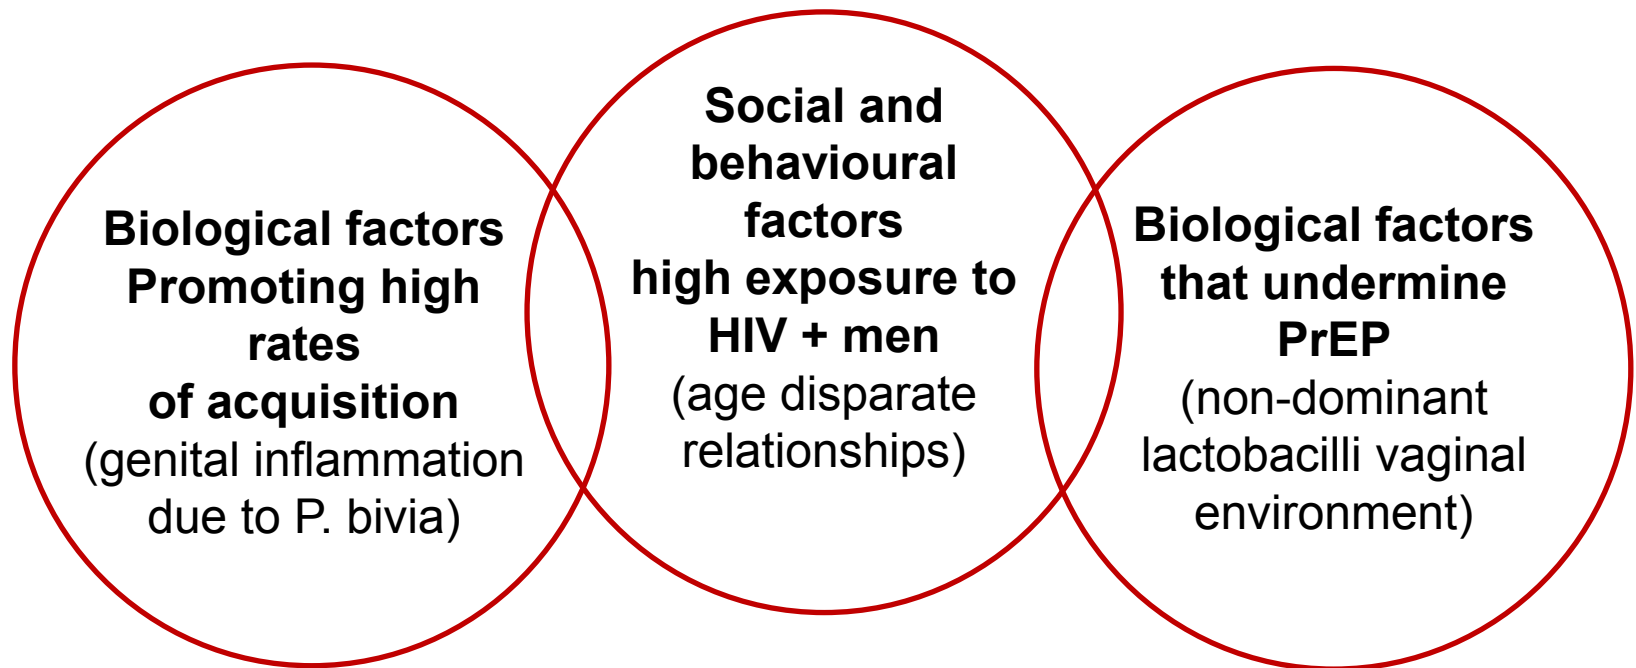 Biological factors
Promoting high
rates
of acquisition
(genital inflammation
due to P. bivia)
Social and
behavioural
factors
high exposure to
HIV + men
(age disparate
relationships)
Biological factors
that undermine
PrEP
(non-dominant
lactobacilli vaginal
environment)